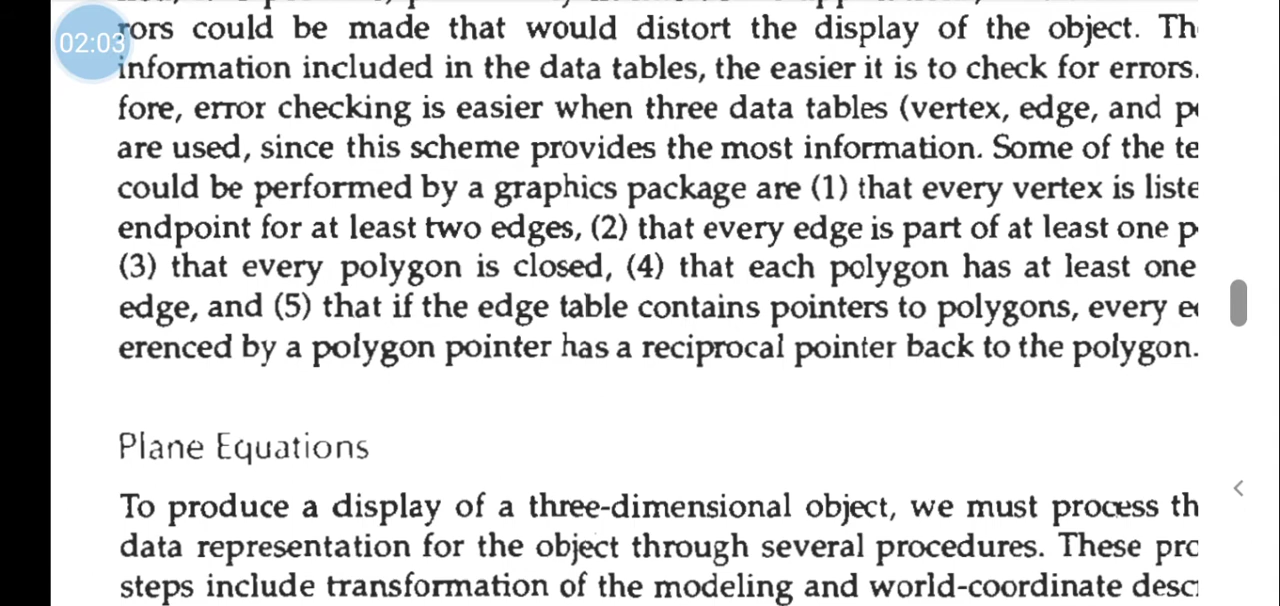 02:03
rors could be made that would distort the display of the object.
information included in the data tables, the easier it is to check for errors.
fore, error checking is easier when three data tables (vertex, edge, and
are used, since this scheme provides the most information. Some of the
could be performed by a graphics package are (1) that every vertex is
endpoint for at least two edges, (2) that every edge is part of at least one
(3) that every polygon is closed, (4) that each polygon has at least one
edge, and (5) that if the edge table contains pointers to polygons, every
erenced by a polygon pointer has a reciprocal pointer back to the polygon.
Plane Equations
To produce a display of a three-dimensional object, we must process
data representation for the object through several procedures. These
steps include transformation of the modeling and world-coordinate